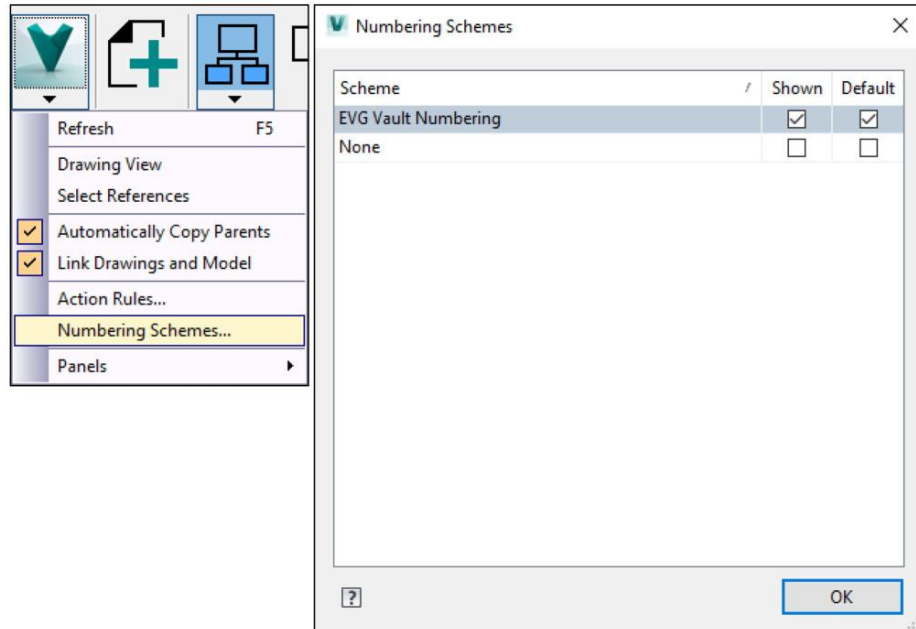 Refresh F5
Drawing View
Select References
Automatically Copy Parents
Link Drawings and Model
Action Rules...
Numbering Schemes...
Panels
Numbering Schemes
Scheme Shown Default
EVG Vault Numbering
None
?
OK